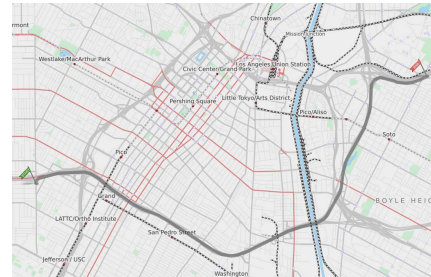 Chinatown
rmont
Mission Junction
Westlake/MacArthur Park
Los Angeles Union Station
Civic Center/Grand Park
Pershing Square
Little Tokyo/Arts District
Pico/Aliso
Soto
Pico
Grand
BOYLE HEI
LATTC/Ortho Institute
San Pedro Street
Jefferson / USC
Washington